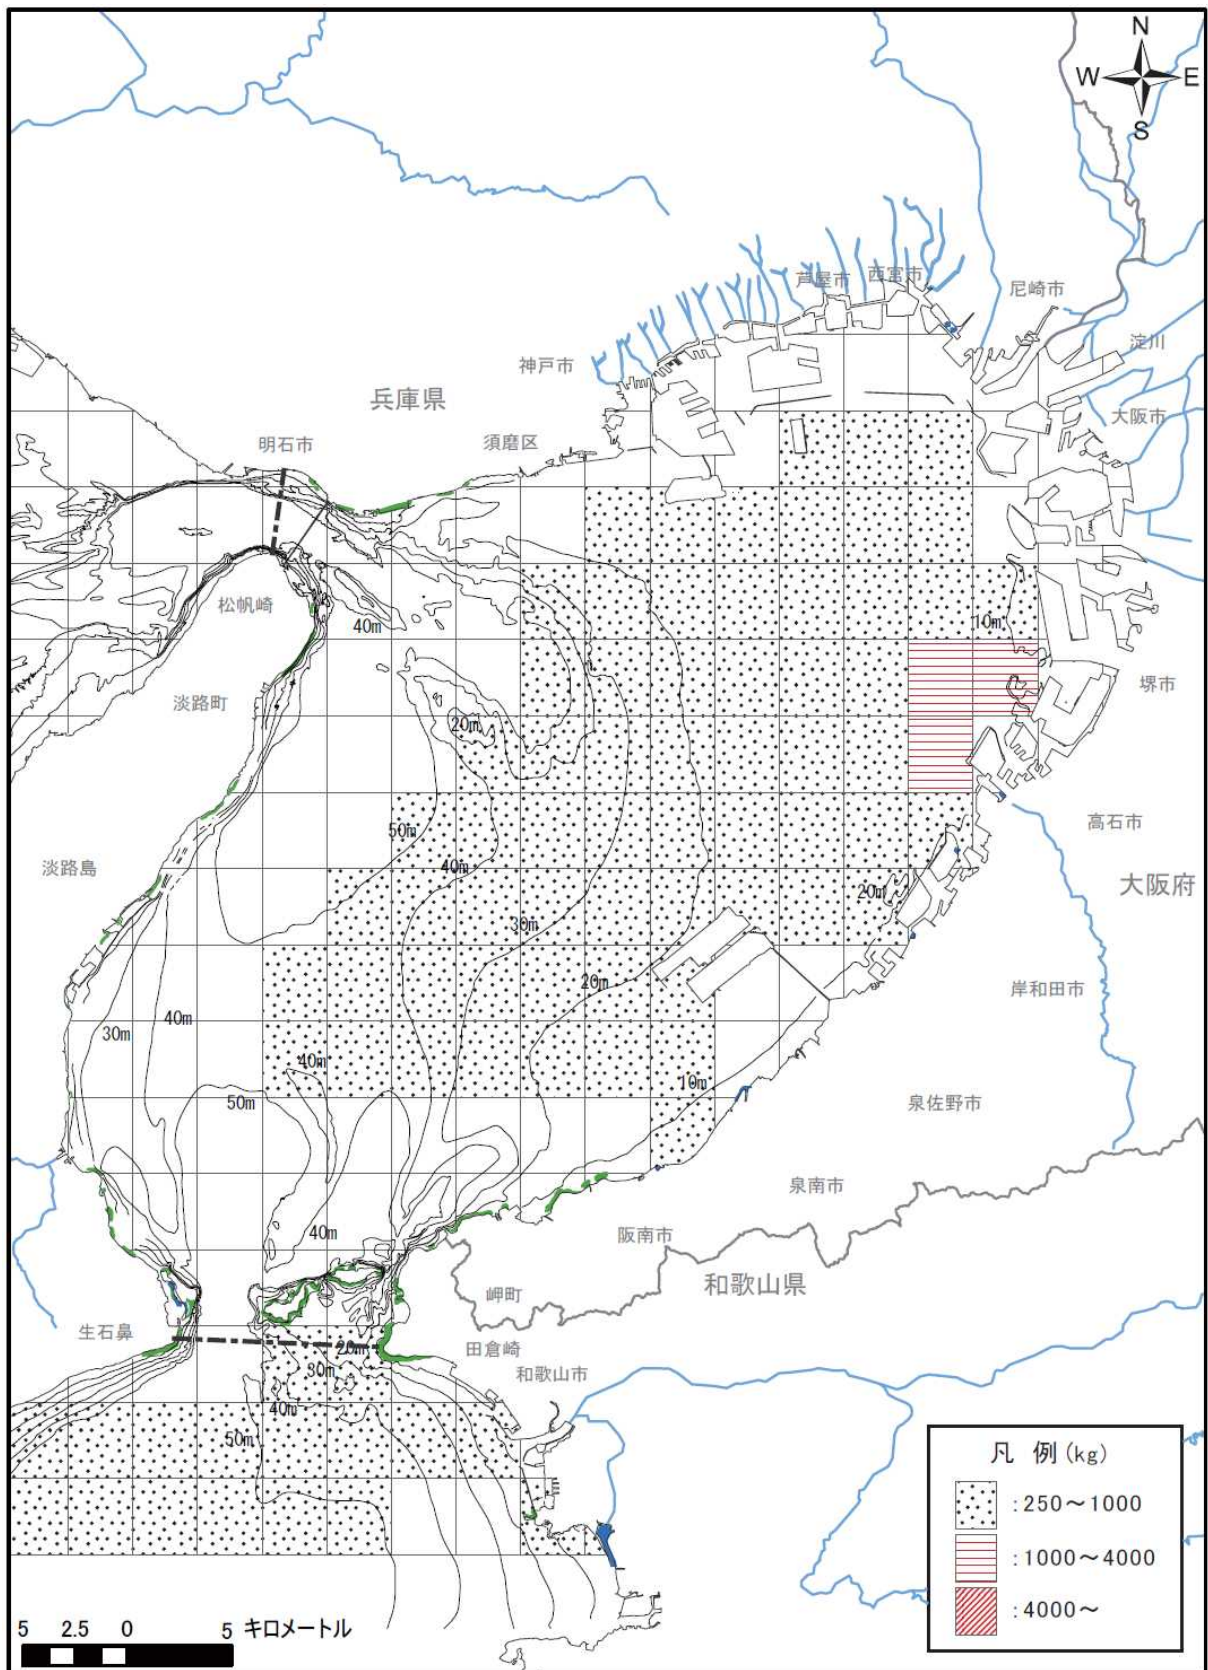 N
W E
S
芦屋市 西宮市
尼崎市
淀川
神戸市
兵庫県
大阪市
明石市
須磨区
松帆崎
40m
10m
堺市
淡路町
20m
50m
高石市
淡路島
40m
大阪府
20m
30m
20m
岸和田市
40m
30m
40m
10m
50m
泉佐野市
泉南市
40m
阪南市
岬町
和歌山県
生石鼻
田倉崎
20m
30m
和歌山市
40m
50m
凡 例(kg)
:250～1000
:1000～4000
:4000～
5 2.5 0 5 キロメートル